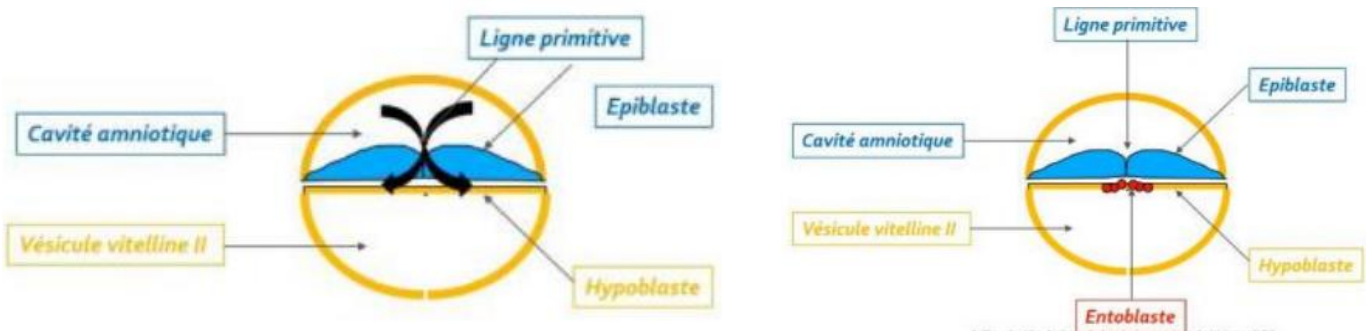 Ligne primitive
Epiblaste
Cavité amniotique
Vésicule vitelline II
Hypoblaste
Ligne primitive
Epiblaste
Cavité amniotique
Vésicule vitelline II
Hypoblaste
Entoblaste